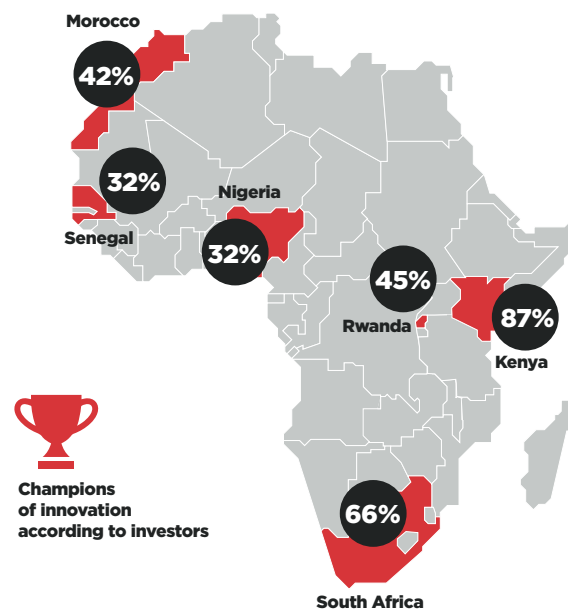 Morocco
42%
32%
Senegal
Nigeria
32%
45%
Rwanda
87%
Kenya
Champions
of innovation
according to investors
66%
South Africa